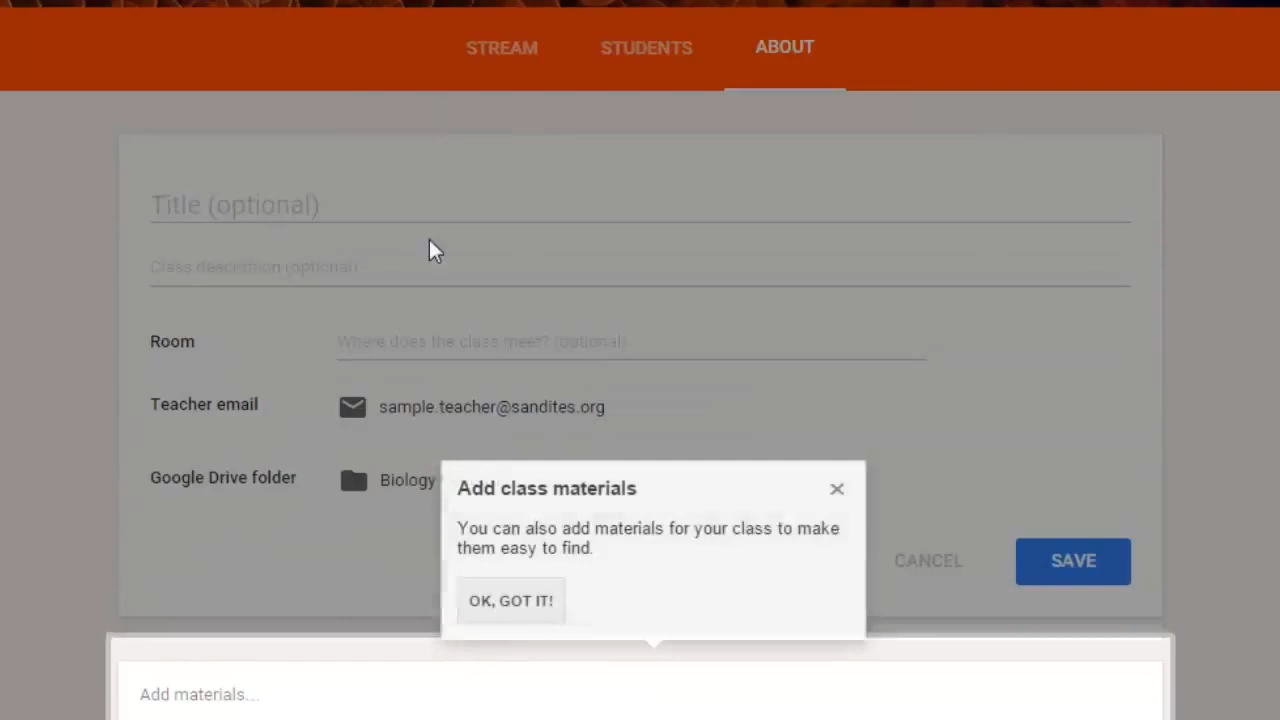 STREAM STUDENTS ABOUT
Title (optional)
Class description (optional)
Room Where does the class meet? (optional)
Teacher email sample.teacher@sandites.org
Google Drive folder Biology
Add class materials
You can also add materials for your class to make
them easy to find.
CANCEL SAVE
OK, GOT IT!
Add materials...